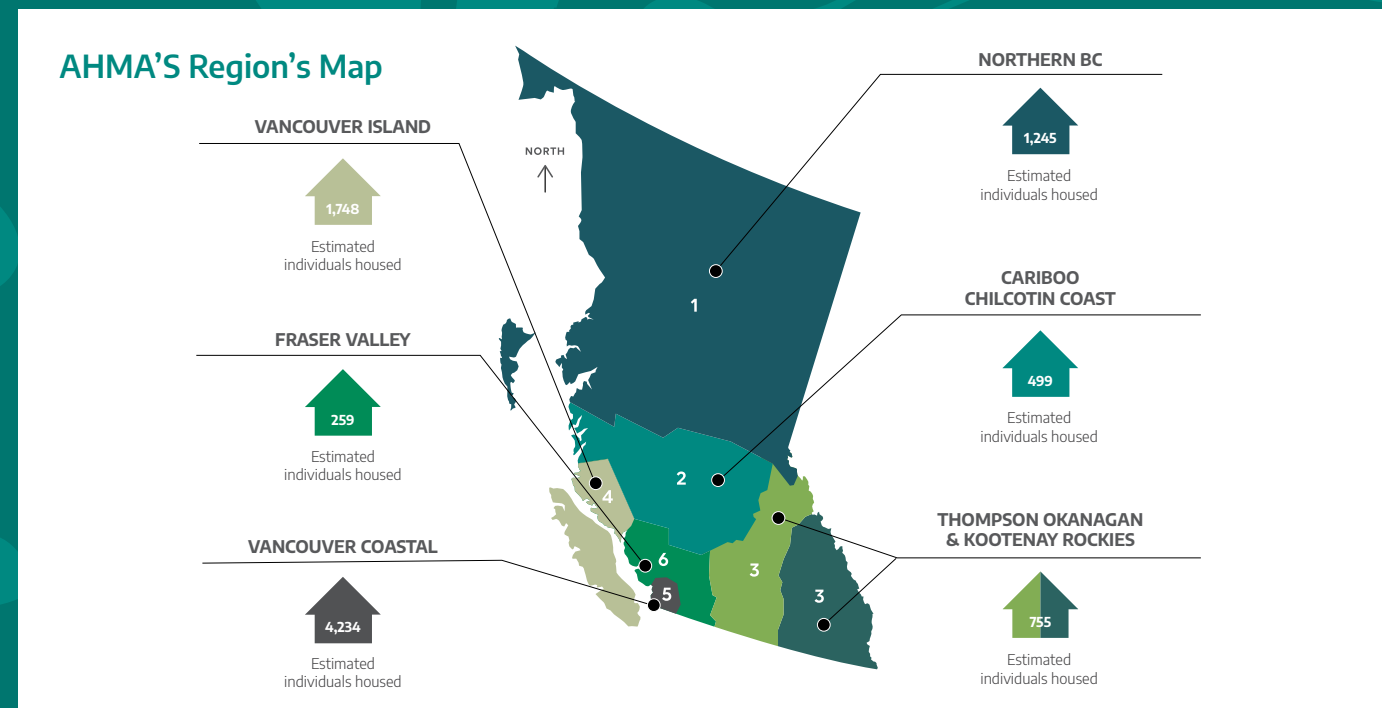 AHMA'S Region's Map
VANCOUVER ISLAND
1,748
Estimated
individuals housed
FRASER VALLEY
259
Estimated
individuals housed
VANCOUVER COASTAL
4,234
Estimated
individuals housed
NORTH
1
2
4
6
5
3
3
NORTHERN BC
1,245
Estimated
individuals housed
CARIBOO
CHILCOTIN COAST
499
Estimated
individuals housed
THOMPSON OKANAGAN
& KOOTENAY ROCKIES
755
Estimated
individuals housed